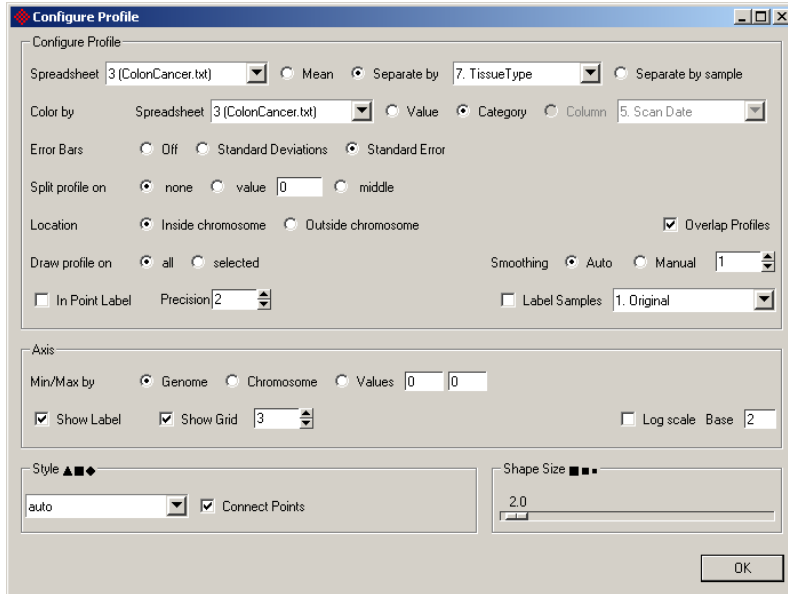 Configure Profile
Configure Profile
Spreadsheet 3 (ColonCancer.txt) Mean Separate by 7. TissueType Separate by sample
Color by Spreadsheet 3 (ColonCancer.txt) Value Category Column 5. Scan Date
Error Bars Off Standard Deviations Standard Error
Split profile on none value 0 middle
Location Inside chromosome Outside chromosome Overlap Profiles
Draw profile on all selected Smoothing Auto Manual 1
In Point Label Precision 2 Label Samples 1. Original
Axis
Min/Max by Genome Chromosome Values 0 0
Show Label Show Grid 3 Log scale Base 2
Style Shape Size
auto Connect Points 2.0
OK